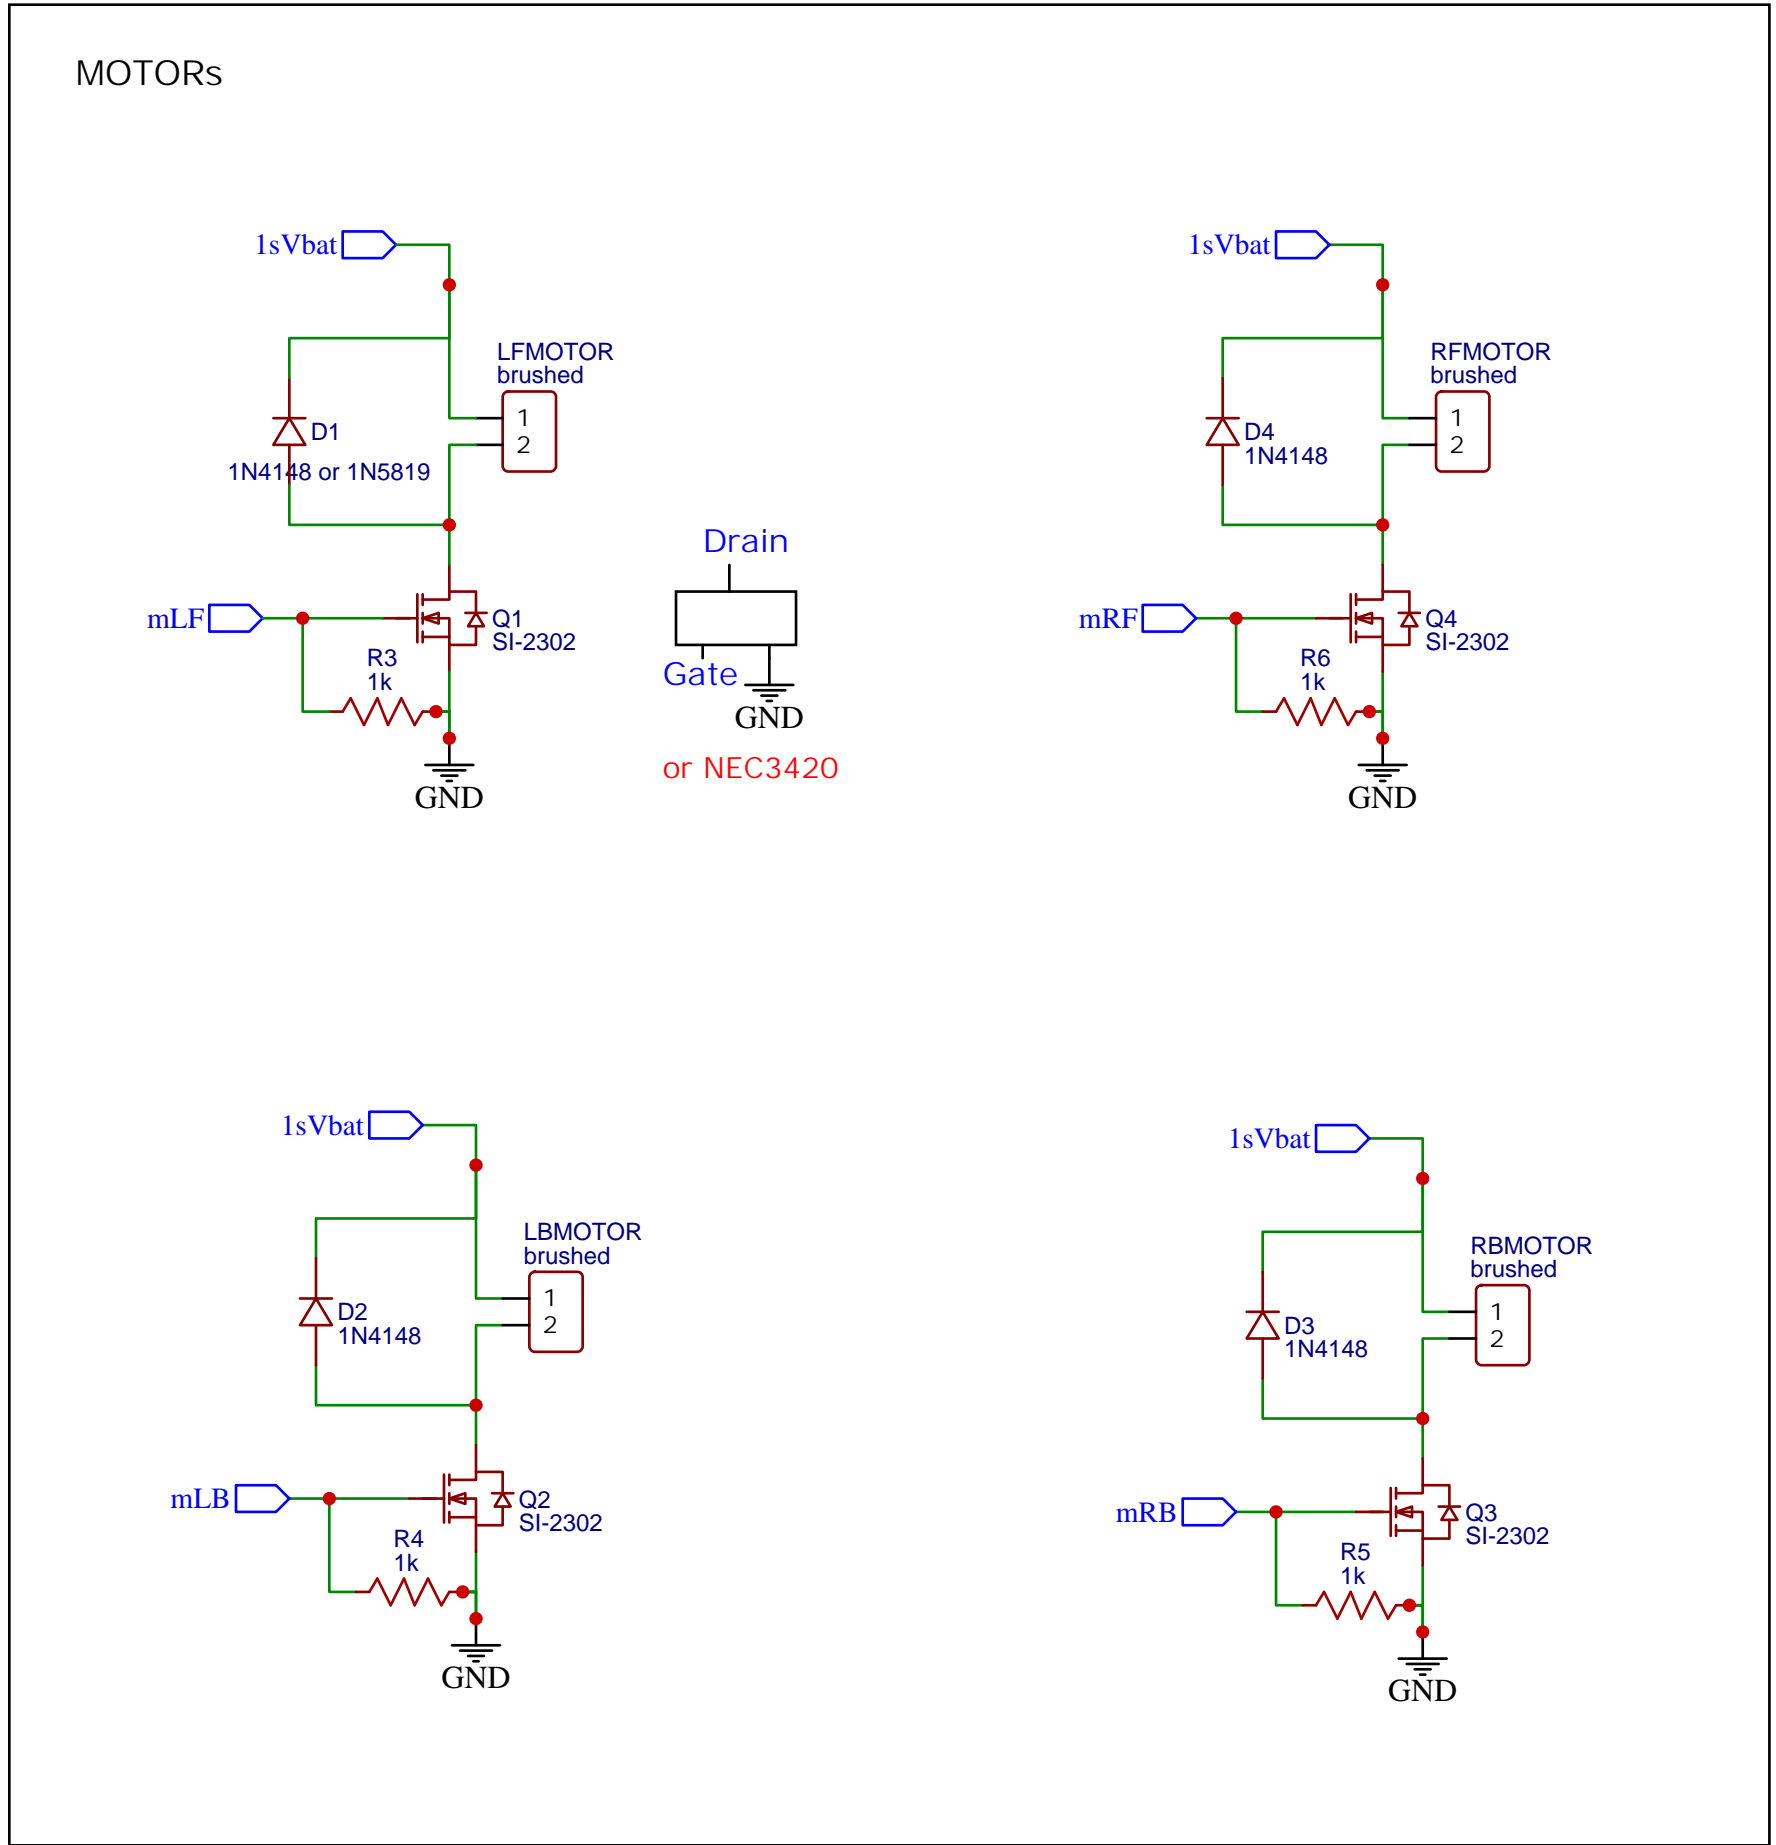 MOTORs
1sVbat
LFMOTOR
brushed
1
2
D1
1N4148 or 1N5819
mLF
Q1
SI-2302
R3
1k
GND
Drain
Gate
GND
or NEC3420
1sVbat
RFMOTOR
brushed
1
2
D4
1N4148
mRF
Q4
SI-2302
R6
1k
GND
1sVbat
LBMOTOR
brushed
1
2
D2
1N4148
mLB
Q2
SI-2302
R4
1k
GND
1sVbat
RBMOTOR
brushed
1
2
D3
1N4148
mRB
Q3
SI-2302
R5
1k
GND